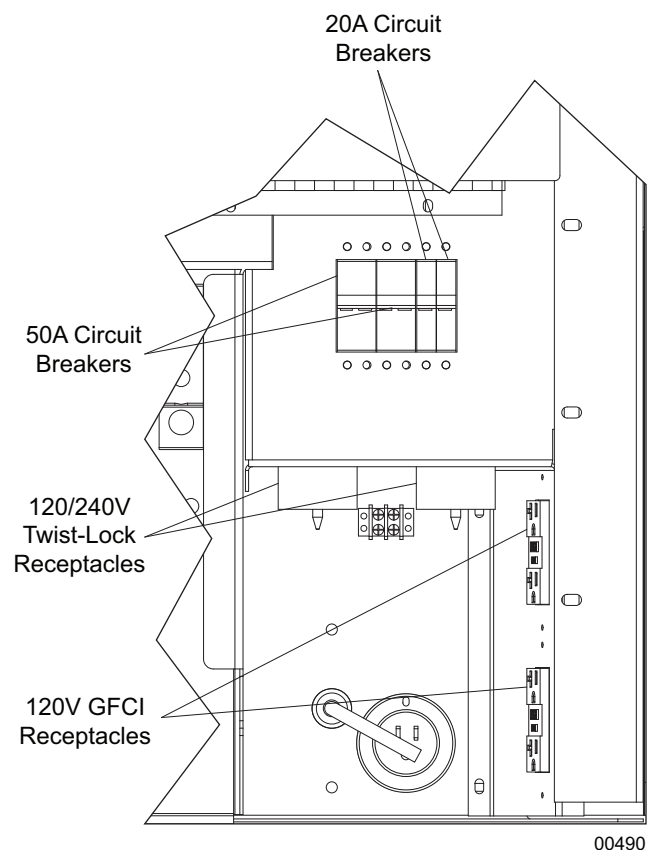 20A Circuit
Breakers
50A Circuit
Breakers
120/240V
Twist-Lock
Receptacles
120V GFCI
Receptacles
00490